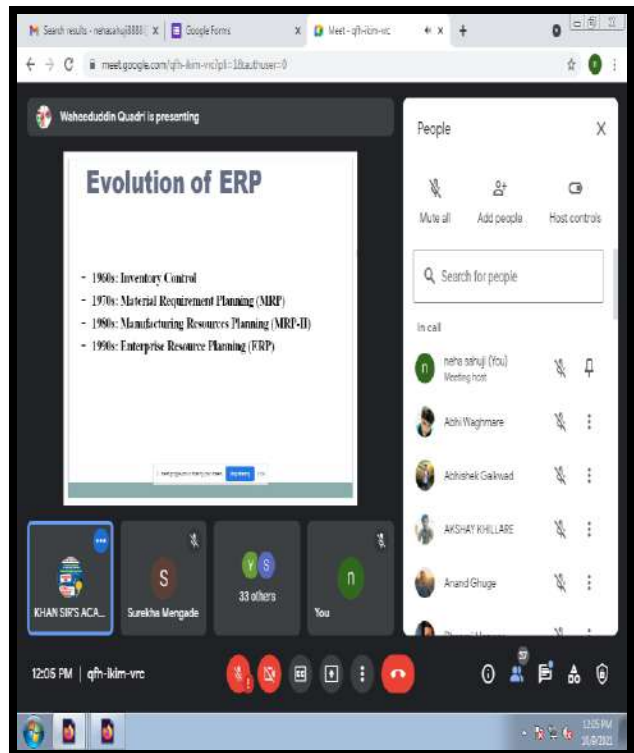 Search results - nehasahuji8888
Google Forms
Meet - qfh-ikim-vrc
meet.google.com/qfh-ikim-vrc?pli=1&authuser=0
Waheeduddin Quadri is presenting
Evolution of ERP
- 1960s: Inventory Control
- 1970s: Material Requirement Planning (MRP)
- 1980s: Manufacturing Resources Planning (MRP-II)
- 1990s: Enterprise Resource Planning (ERP)
KHAN SIR'S ACA...
S
Surekha Mengade
Y S
33 others
n
You
People
Mute all
Add people
Host controls
Search for people
In call
n
neha sahuji (You)
Meeting host
Abhi Waghmare
Abhishek Gaikwad
AKSHAY KHILLARE
Anand Ghuge
12:05 PM | qfh-ikim-vrc
37
12:05 PM